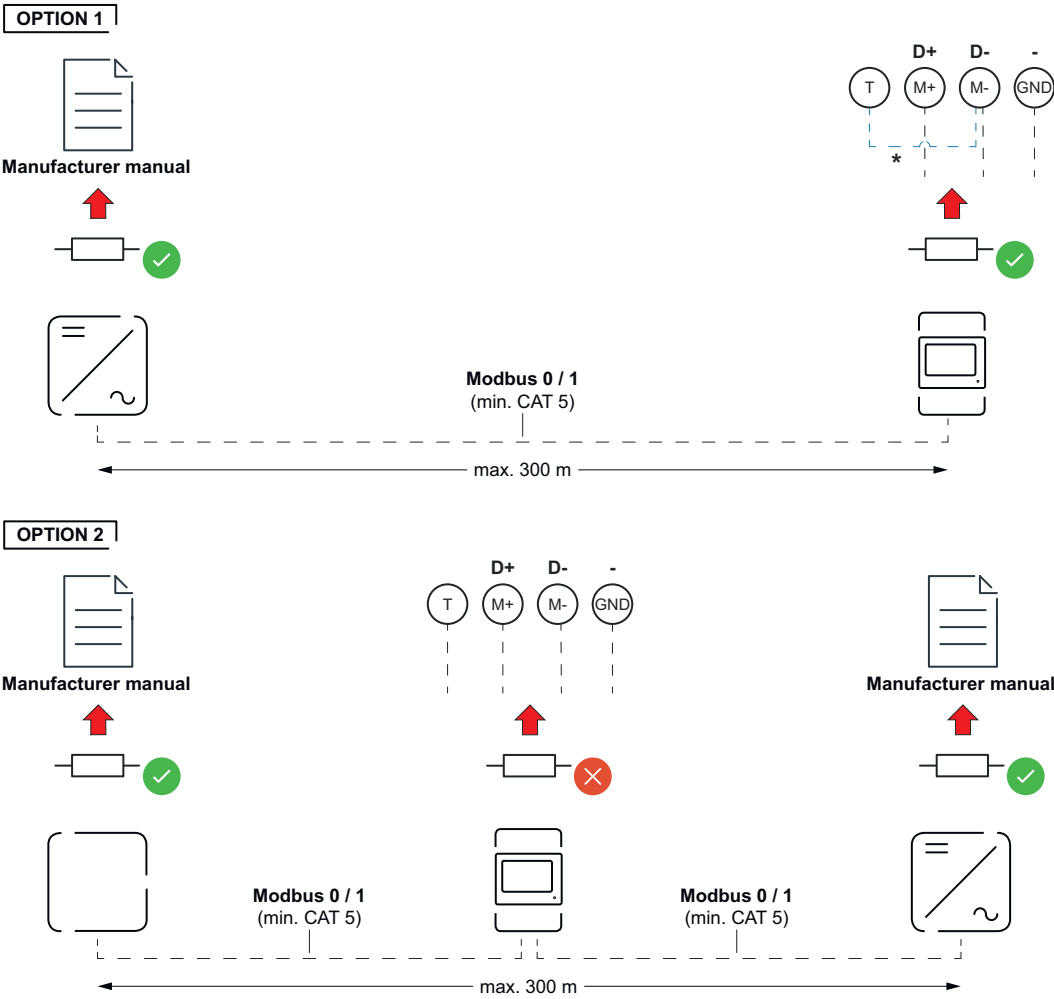 OPTION 1
D+ D- -
T M+ M- GND
*
Manufacturer manual
Modbus 0 / 1
(min. CAT 5)
max. 300 m
OPTION 2
D+ D- -
T M+ M- GND
Manufacturer manual
Manufacturer manual
Modbus 0 / 1
(min. CAT 5)
Modbus 0 / 1
(min. CAT 5)
max. 300 m